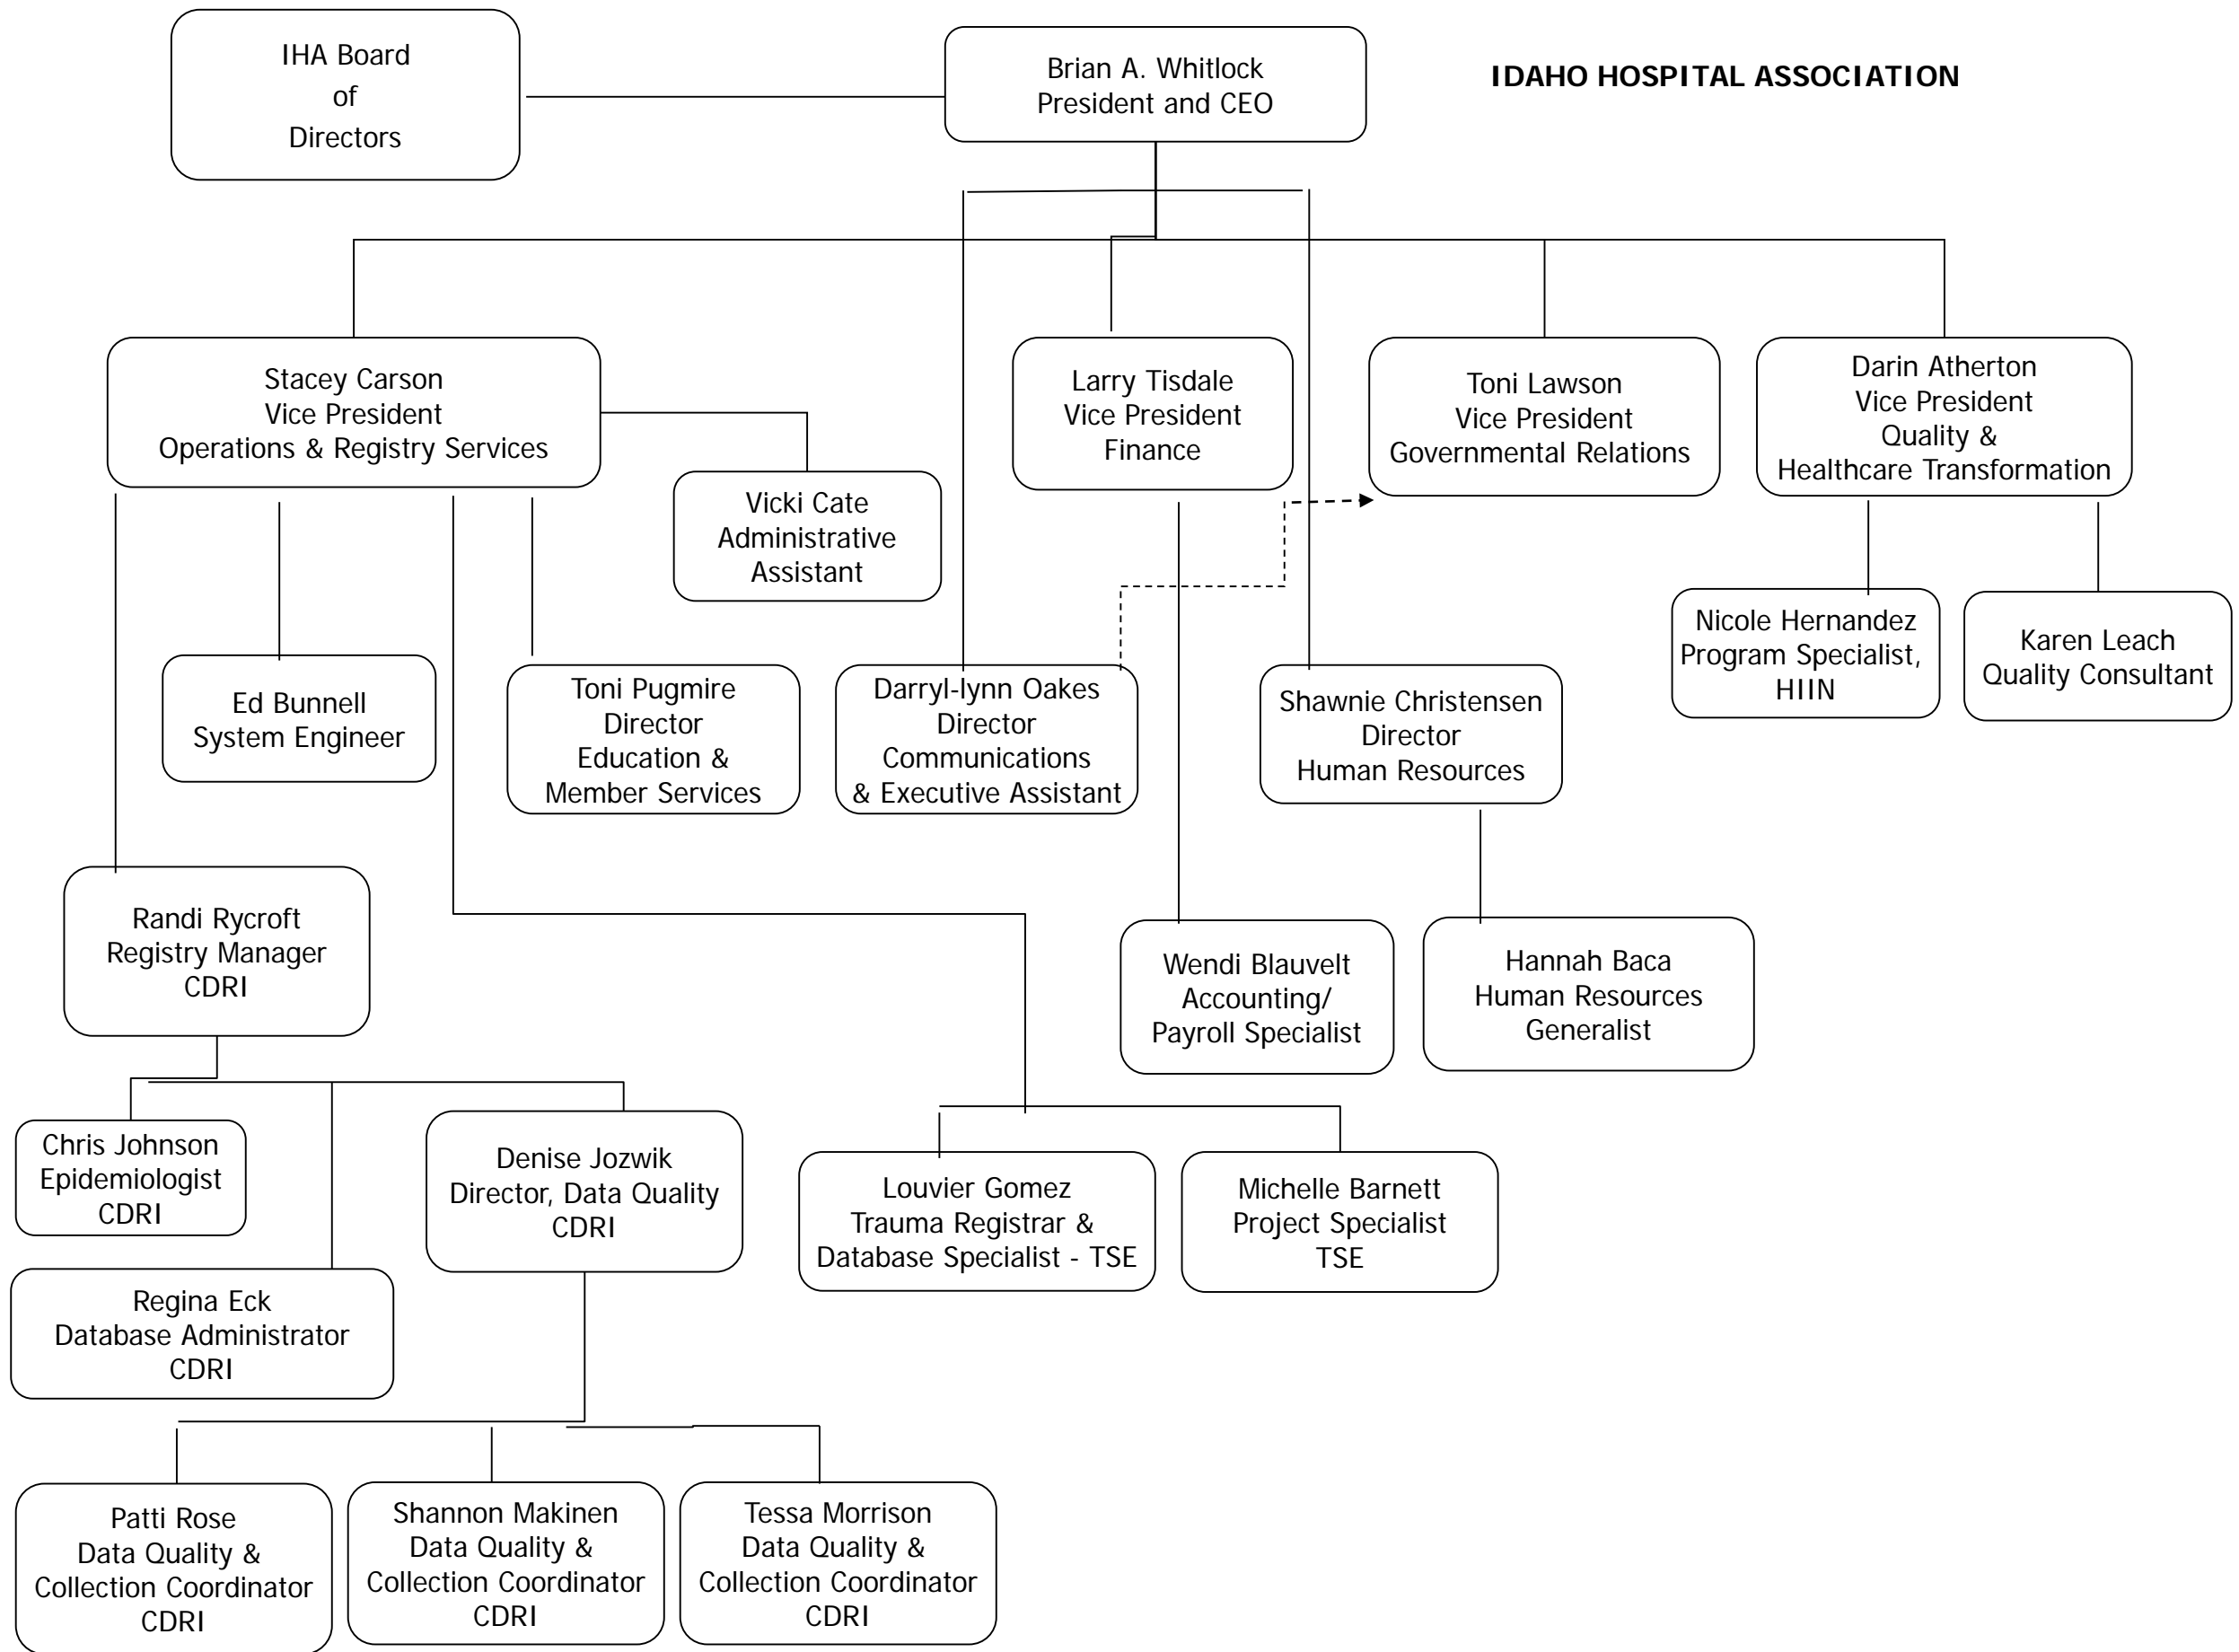 IHA Board
of
Directors
Brian A. Whitlock
President and CEO
IDAHO HOSPITAL ASSOCIATION
Stacey Carson
Vice President
Operations & Registry Services
Vicki Cate
Administrative
Assistant
Larry Tisdale
Vice President
Finance
Toni Lawson
Vice President
Governmental Relations
Darin Atherton
Vice President
Quality &
Healthcare Transformation
Ed Bunnell
System Engineer
Toni Pugmire
Director
Education &
Member Services
Darryl-lynn Oakes
Director
Communications
& Executive Assistant
Shawnie Christensen
Director
Human Resources
Nicole Hernandez
Program Specialist,
HIIN
Karen Leach
Quality Consultant
Randi Rycroft
Registry Manager
CDRI
Wendi Blauvelt
Accounting/
Payroll Specialist
Hannah Baca
Human Resources
Generalist
Chris Johnson
Epidemiologist
CDRI
Denise Jozwik
Director, Data Quality
CDRI
Louvier Gomez
Trauma Registrar &
Database Specialist - TSE
Michelle Barnett
Project Specialist
TSE
Regina Eck
Database Administrator
CDRI
Patti Rose
Data Quality &
Collection Coordinator
CDRI
Shannon Makinen
Data Quality &
Collection Coordinator
CDRI
Tessa Morrison
Data Quality &
Collection Coordinator
CDRI